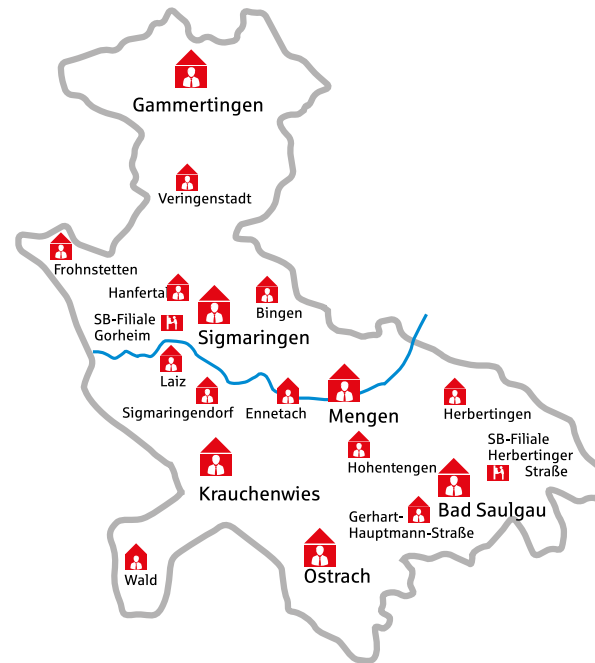 Gammertingen
Veringenstadt
Frohnstetten
Hanfertal
Bingen
SB-Filiale
Gorheim
Sigmaringen
Laiz
Sigmaringendorf
Ennetach
Mengen
Herbertingen
SB-Filiale
Herbertinger
Straße
Hohentengen
Krauchenwies
Bad Saulgau
Gerhart-
Hauptmann-Straße
Wald
Ostrach